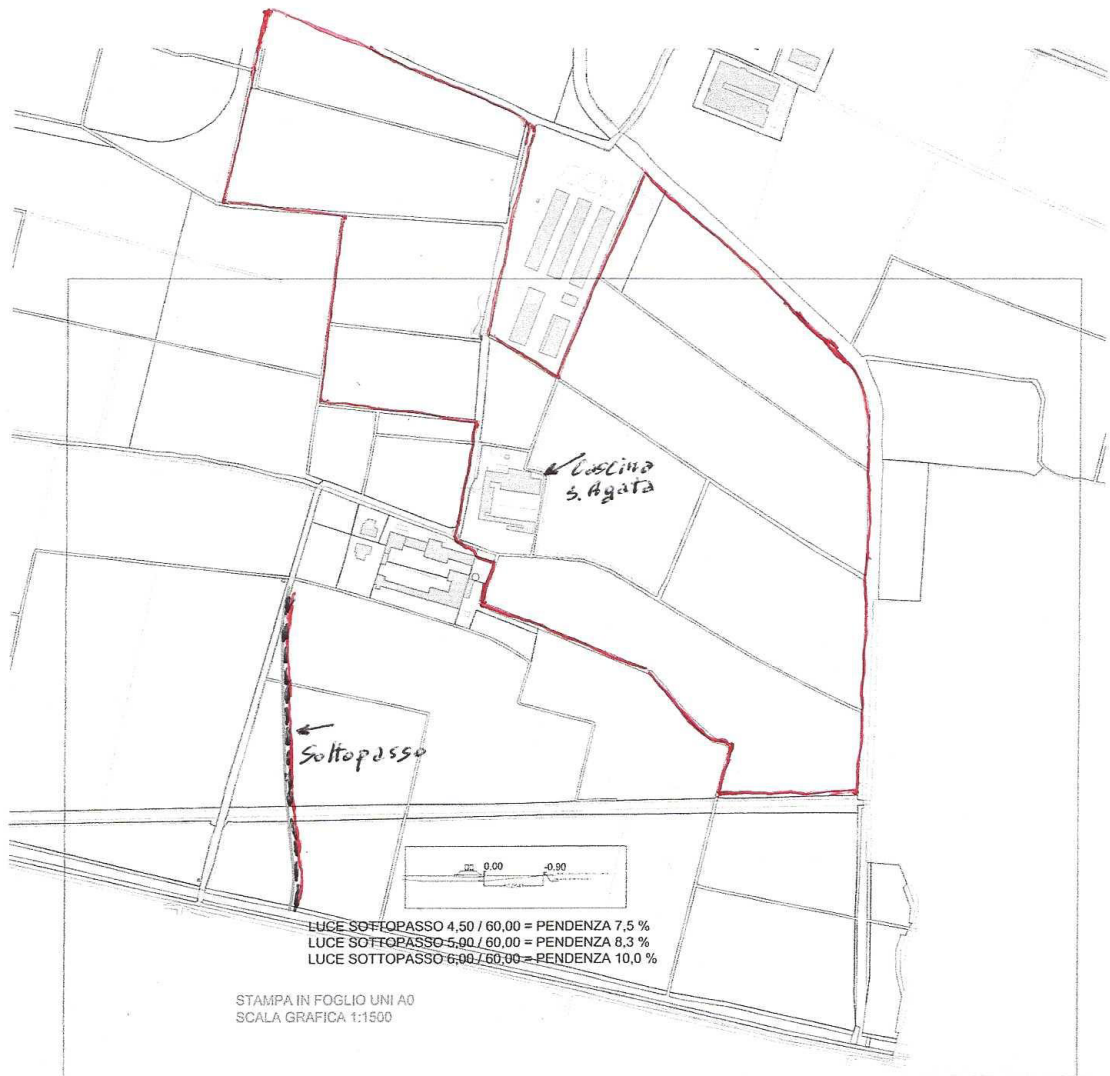 Cascina
S. Agata
Sottopasso
0.00 -0.90
LUCE SOTTOPASSO 4,50 / 60,00 = PENDENZA 7,5 %
LUCE SOTTOPASSO 5,00 / 60,00 = PENDENZA 8,3 %
LUCE SOTTOPASSO 6,00 / 60,00 = PENDENZA 10,0 %
STAMPA IN FOGLIO UNI A0
SCALA GRAFICA 1:1500